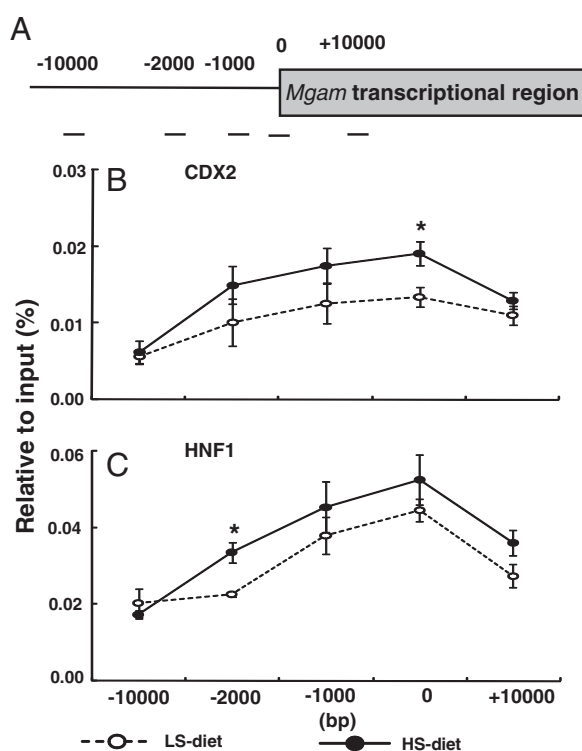 A
-10000 -2000 -1000 0 +10000
Mgam transcriptional region
B CDX2
0.03
0.02
0.01
0.00
*
C HNF1
0.06
0.04
0.02
0.00
*
Relative to input (%)
-10000 -2000 -1000 0 +10000
(bp)
LS-diet HS-diet